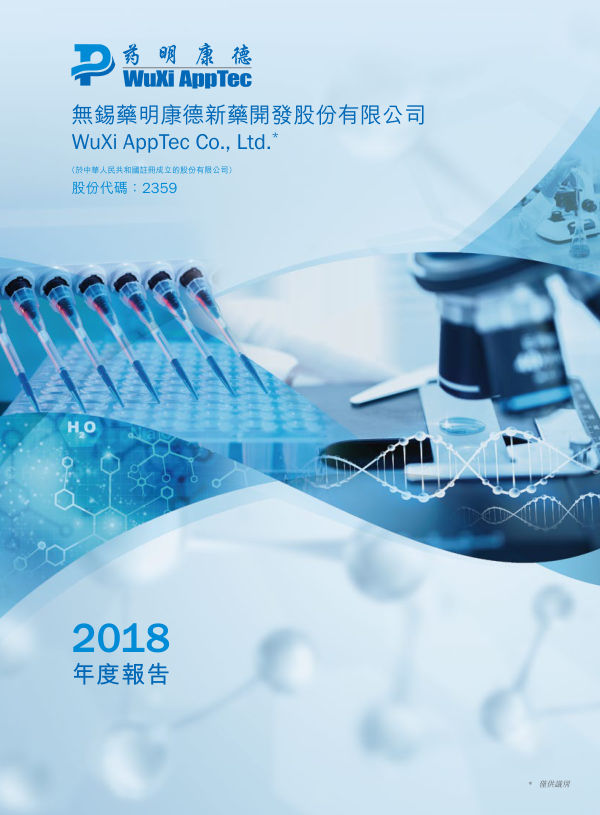 药明康德
WuXi AppTec
無錫藥明康德新藥開發股份有限公司
WuXi AppTec Co., Ltd.*
(於中華人民共和國註冊成立的股份有限公司)
股份代碼：2359
H₂O
2018
年度報告
* 僅供識別